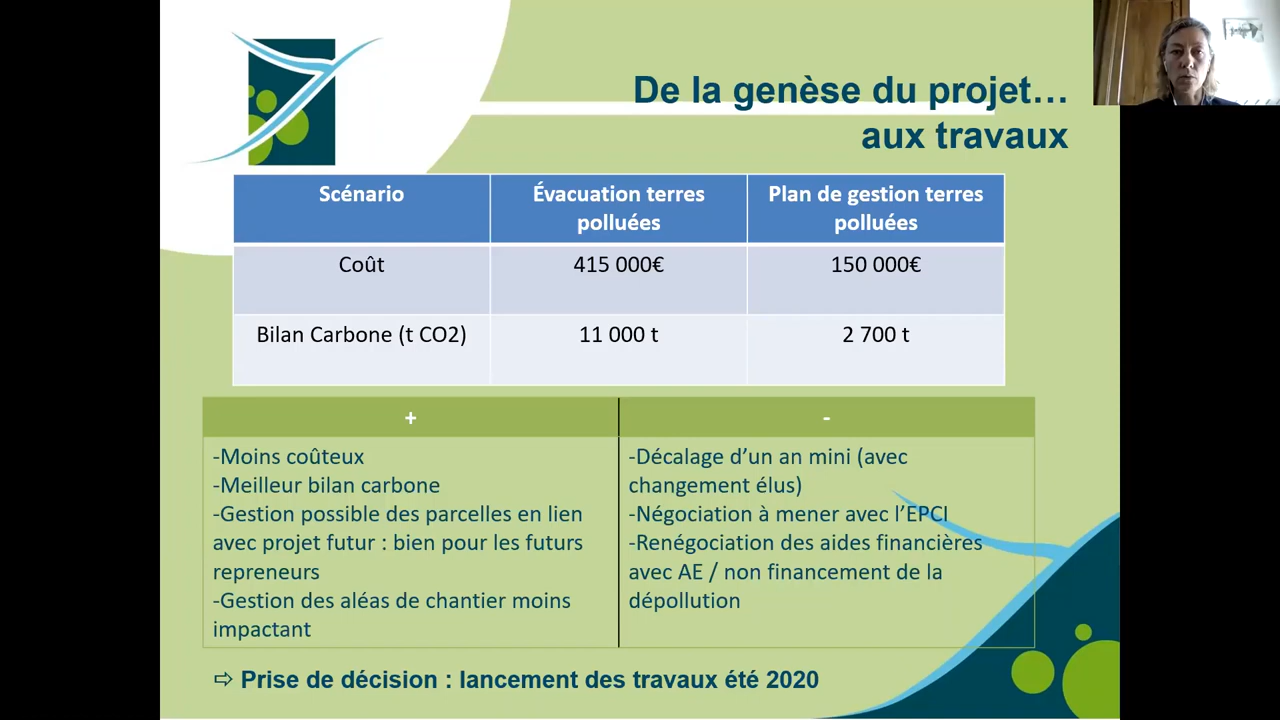 De la genèse du projet…
aux travaux
Scénario
Évacuation terres
polluées
Plan de gestion terres
polluées
Coût
415 000€
150 000€
Bilan Carbone (t CO2)
11 000 t
2 700 t
+
-
-Moins coûteux
-Meilleur bilan carbone
-Gestion possible des parcelles en lien
avec projet futur : bien pour les futurs
repreneurs
-Gestion des aléas de chantier moins
impactant
-Décalage d’un an mini (avec
changement élus)
-Négociation à mener avec l’EPCI
-Renégociation des aides financières
avec AE / non financement de la
dépollution
⇨ Prise de décision : lancement des travaux été 2020